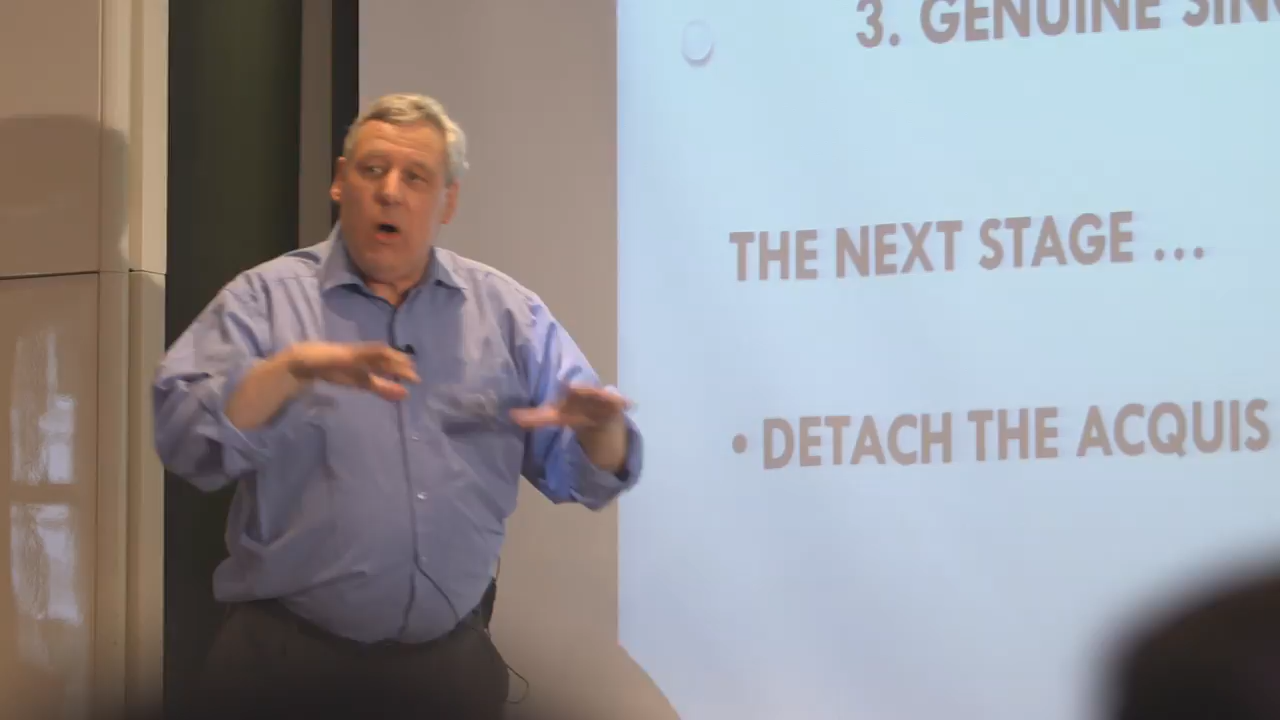 3. GENUINE
THE NEXT STAGE ...
• DETACH THE